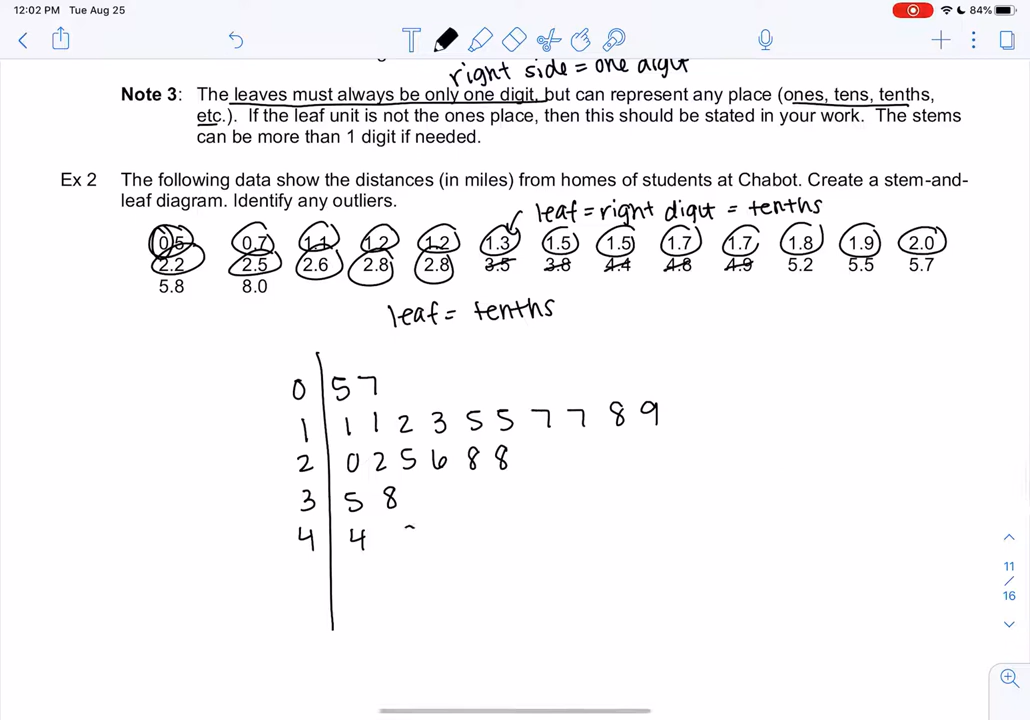 12:02 PM Tue Aug 25
84%
right side = one digit
Note 3: The leaves must always be only one digit, but can represent any place (ones, tens, tenths,
etc.). If the leaf unit is not the ones place, then this should be stated in your work. The stems
can be more than 1 digit if needed.
Ex 2 The following data show the distances (in miles) from homes of students at Chabot. Create a stem-and-
leaf diagram. Identify any outliers.
leaf = right digit = tenths
0.5 0.7 1.1 1.2 1.2 1.3 1.5 1.5 1.7 1.7 1.8 1.9 2.0
2.2 2.5 2.6 2.8 2.8 3.5 3.8 4.4 4.8 4.9 5.2 5.5 5.7
5.8 8.0
leaf = tenths
0 5 7
1 1 1 2 3 5 5 7 7 8 9
2 0 2 5 6 8 8
3 5 8
4 4
11
/
16